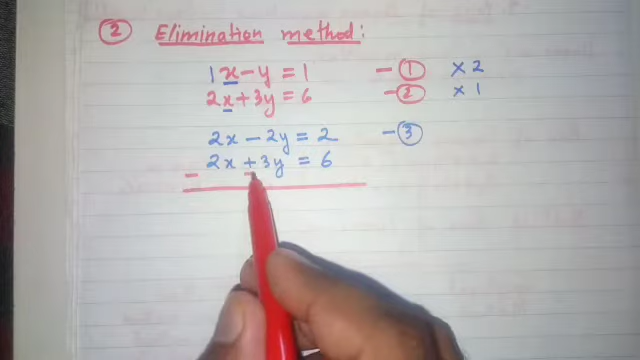 ② Elimination method:
1x - y = 1 - ① × 2
2x + 3y = 6 - ② × 1
2x - 2y = 2 - ③
2x + 3y = 6
- -